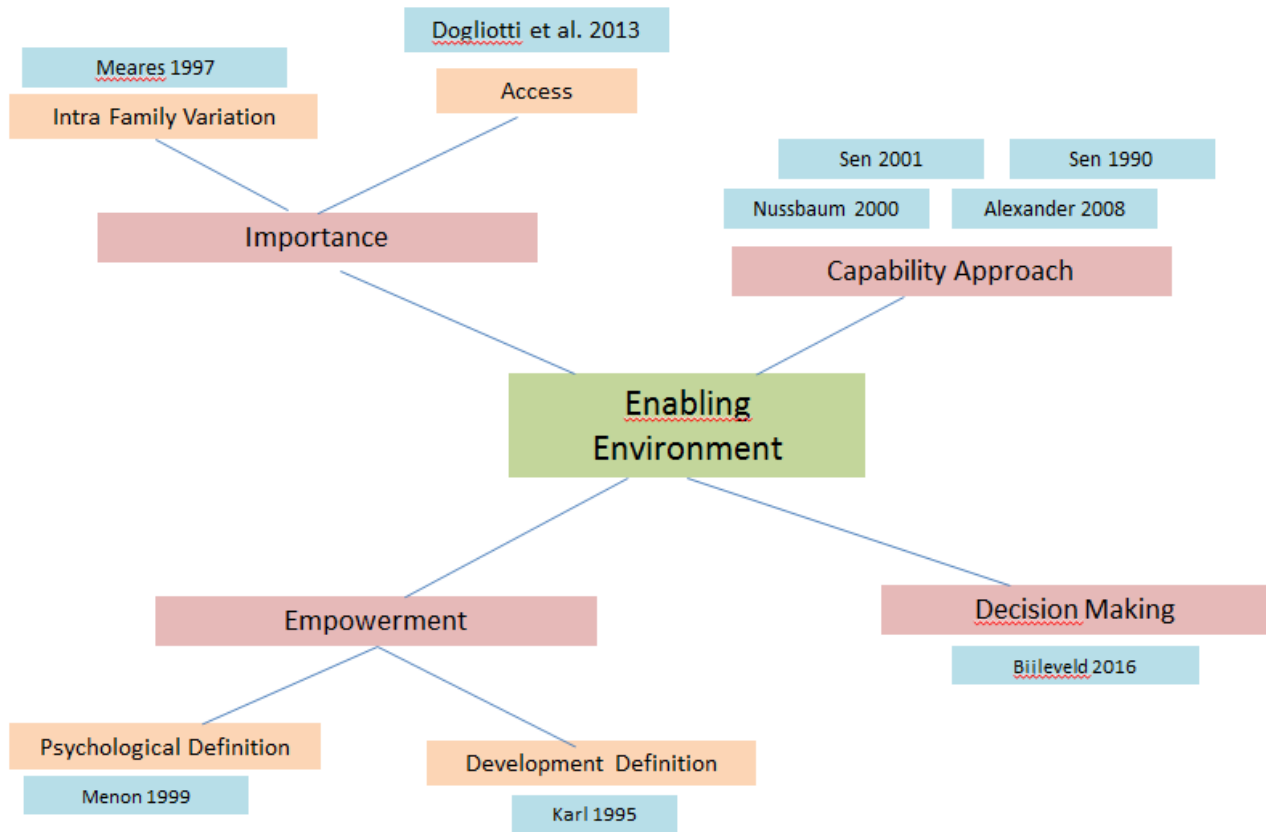 Dogliotti et al. 2013
Meares 1997
Access
Intra Family Variation
Sen 2001
Sen 1990
Nussbaum 2000
Alexander 2008
Importance
Capability Approach
Enabling
Environment
Empowerment
Decision Making
Bijleveld 2016
Psychological Definition
Development Definition
Menon 1999
Karl 1995